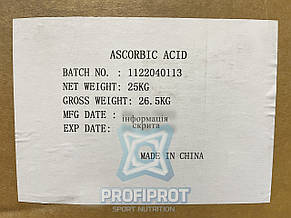 ASCORBIC ACID
BATCH NO. : 1122040113
NET WEIGHT: 25KG
GROSS WEIGHT: 26.5KG
MFG DATE :
інформація
скрита
EXP DATE:
MADE IN CHINA
PROFIPROT
SPORT NUTRITION